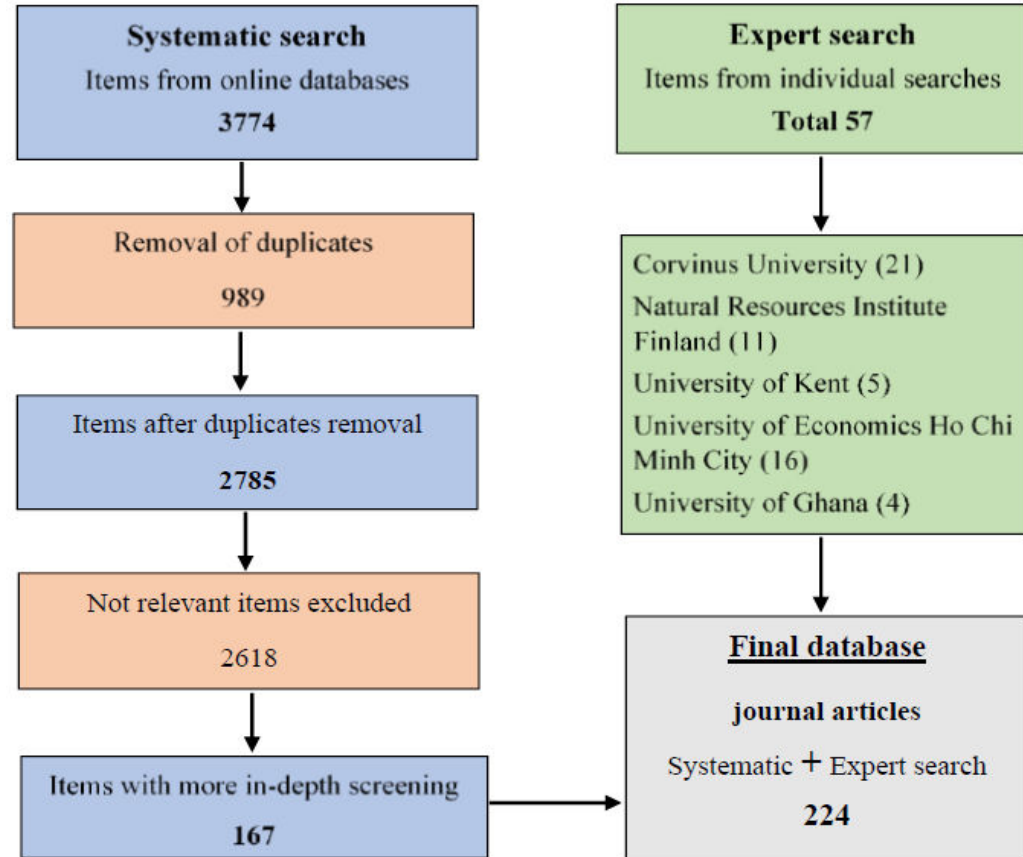 Systematic search
Items from online databases
3774
Removal of duplicates
989
Items after duplicates removal
2785
Not relevant items excluded
2618
Items with more in-depth screening
167
Expert search
Items from individual searches
Total 57
Corvinus University (21)
Natural Resources Institute
Finland (11)
University of Kent (5)
University of Economics Ho Chi
Minh City (16)
University of Ghana (4)
Final database
journal articles
Systematic + Expert search
224